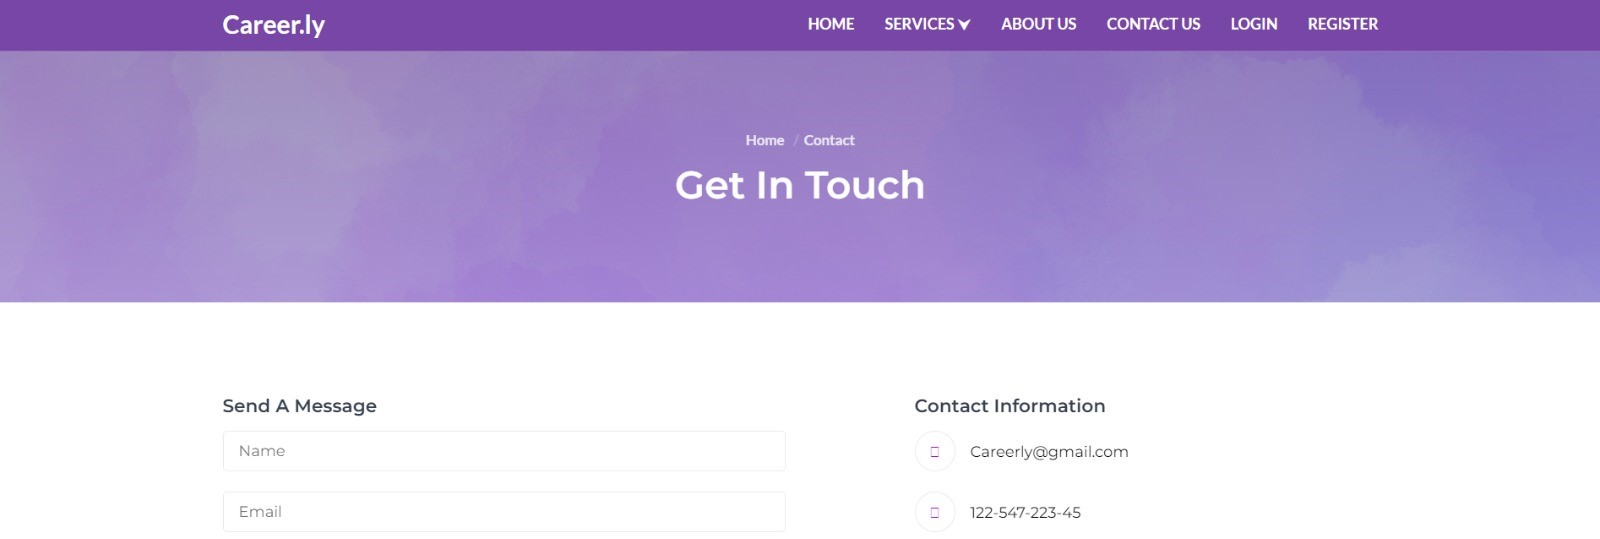 Career.ly
HOME SERVICES ABOUT US CONTACT US LOGIN REGISTER
Home / Contact
Get In Touch
Send A Message
Name
Email
Contact Information
Careerly@gmail.com
122-547-223-45